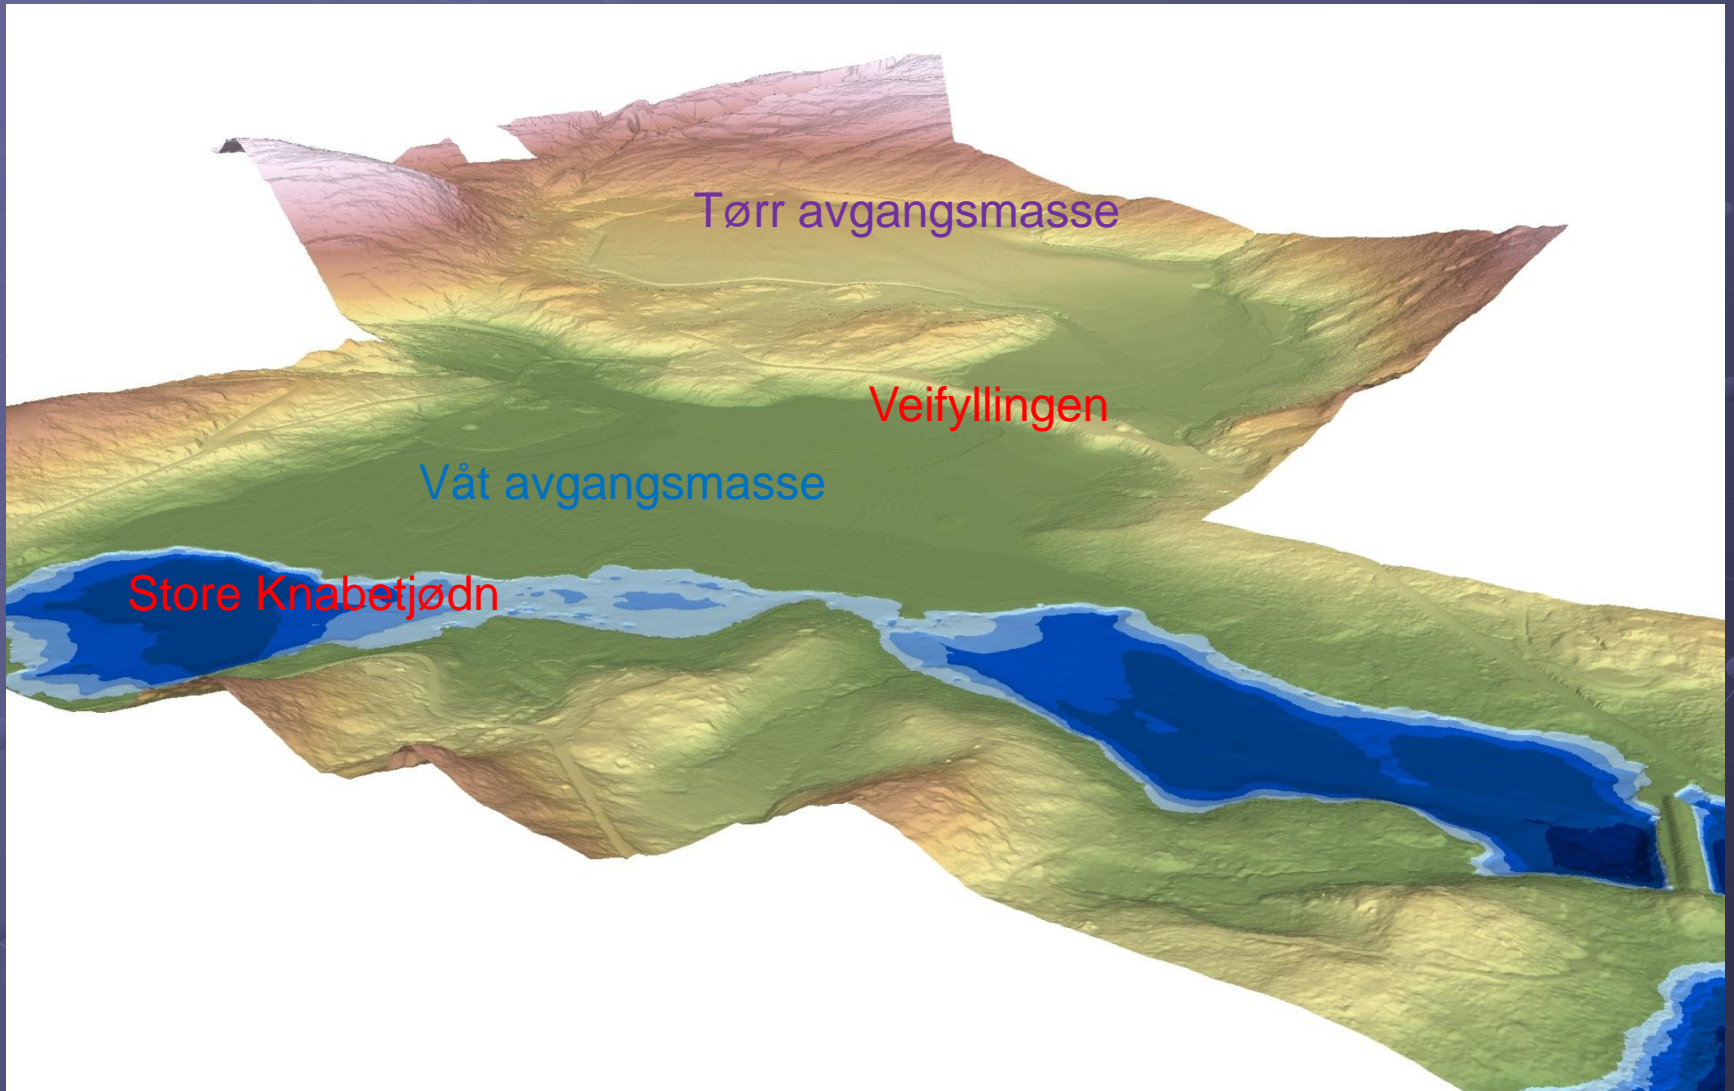 Tørr avgangsmasse
Veifyllingen
Våt avgangsmasse
Store Knabetjødn